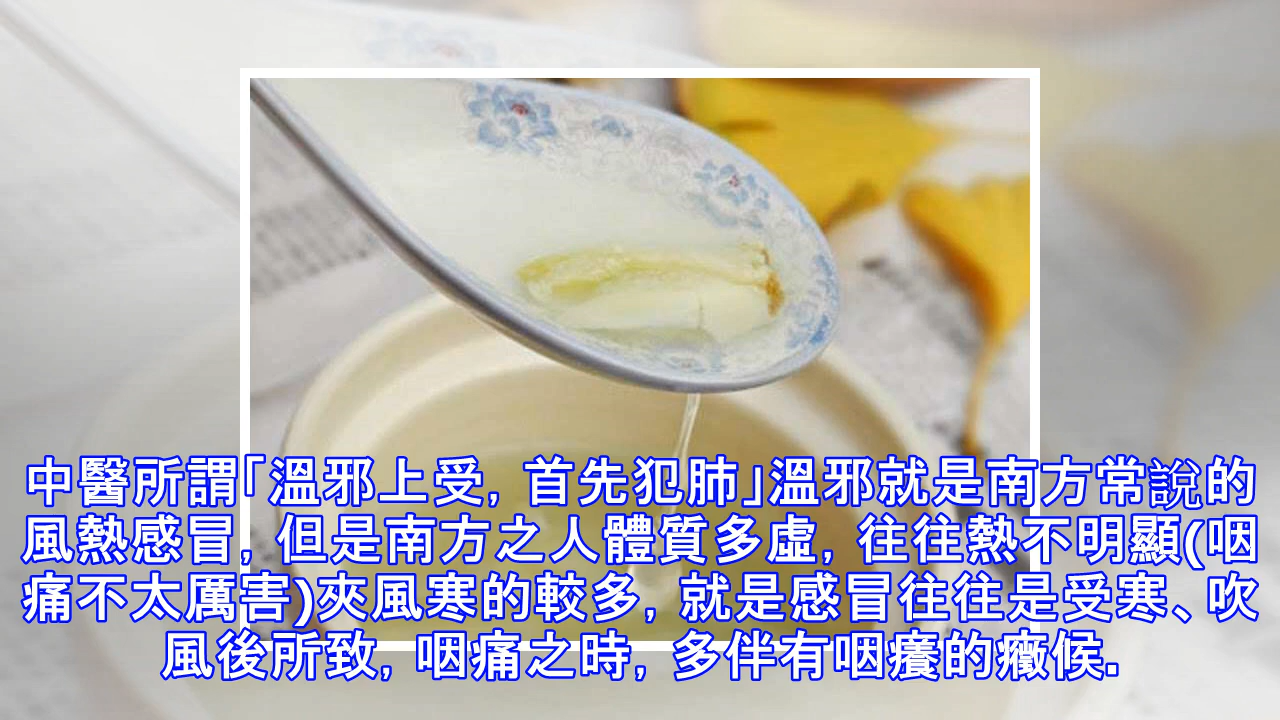 中醫所謂「溫邪上受, 首先犯肺」溫邪就是南方常說的
風熱感冒, 但是南方之人體質多虛, 往往熱不明顯(咽
痛不太厲害)夾風寒的較多, 就是感冒往往是受寒、吹
風後所致, 咽痛之時, 多伴有咽癢的癥候.